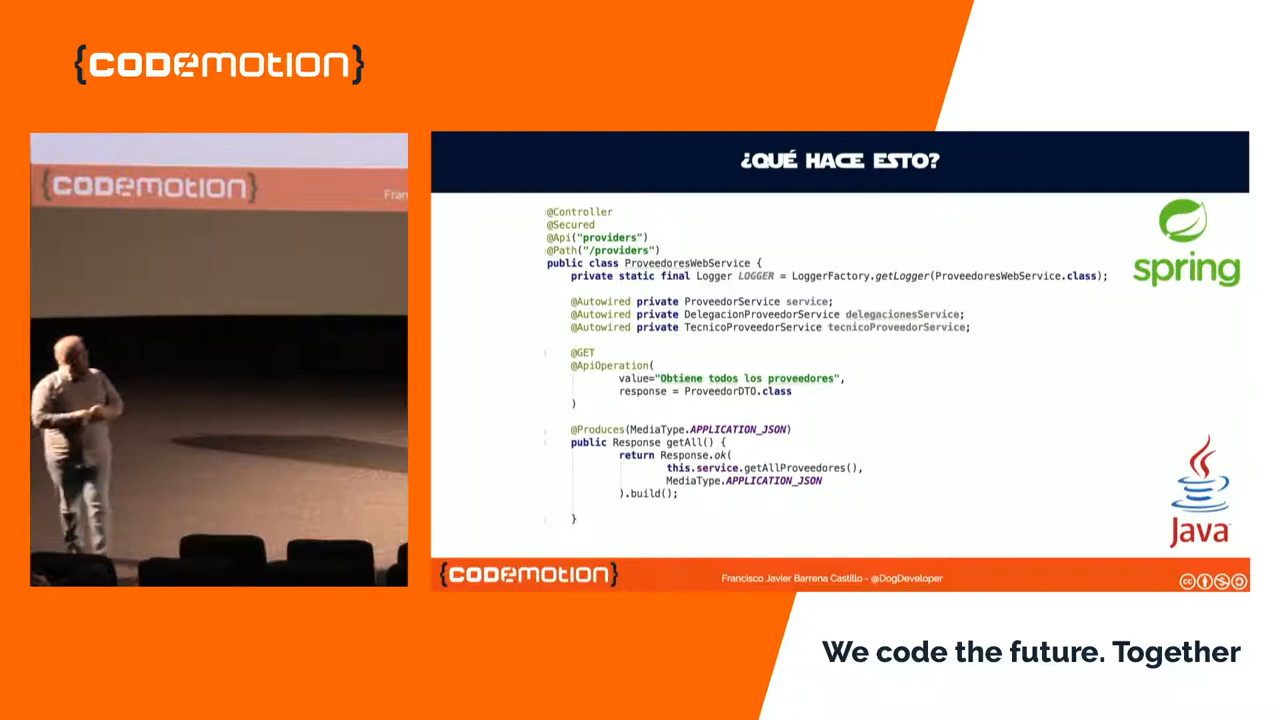 {CODEMOTION}
{CODEMOTION}
Fran
¿QUÉ HACE ESTO?
@Controller
@Secured
@Api("providers")
@Path("/providers")
public class ProveedoresWebService {
private static final Logger LOGGER = LoggerFactory.getLogger(ProveedoresWebService.class);
@Autowired private ProveedorService service;
@Autowired private DelegacionProveedorService delegacionesService;
@Autowired private TecnicoProveedorService tecnicoProveedorService;
@GET
@ApiOperation(
value="Obtiene todos los proveedores",
response = ProveedorDTO.class
)
@Produces(MediaType.APPLICATION_JSON)
public Response getAll() {
return Response.ok(
this.service.getAllProveedores(),
MediaType.APPLICATION_JSON
).build();
}
spring
Java
{CODEMOTION}
Francisco Javier Barrena Castillo - @DogDeveloper
cc
We code the future. Together